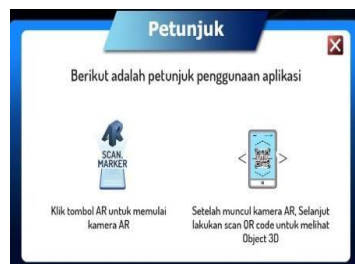 Petunjuk
X
Berikut adalah petunjuk penggunaan aplikasi
AR
SCAN
MARKER
Klik tombol AR untuk memulai
kamera AR
Setelah muncul kamera AR, Selanjut
lakukan scan QR code untuk melihat
Object 3D